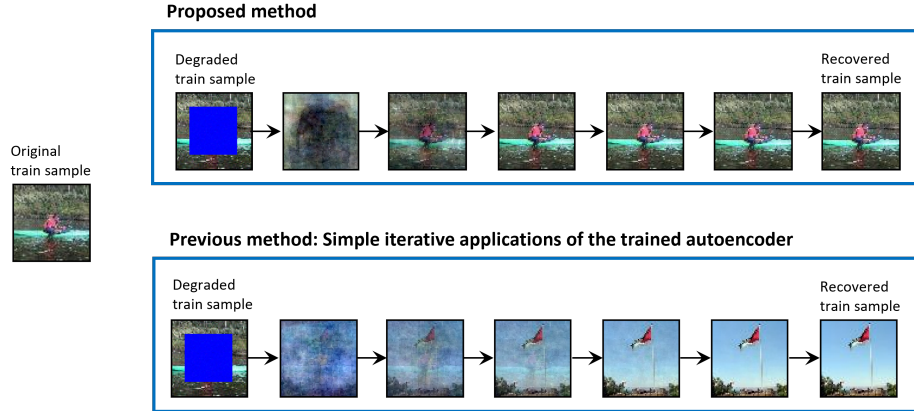 Proposed method
Degraded
train sample
Recovered
train sample
Original
train sample
Previous method: Simple iterative applications of the trained autoencoder
Degraded
train sample
Recovered
train sample